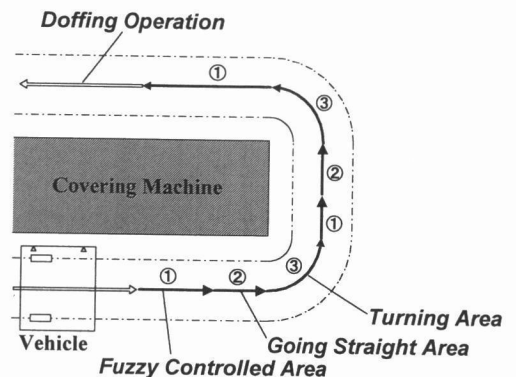 Doffing Operation
①
③
Covering Machine
②
①
①
②
③
Turning Area
Vehicle
Going Straight Area
Fuzzy Controlled Area